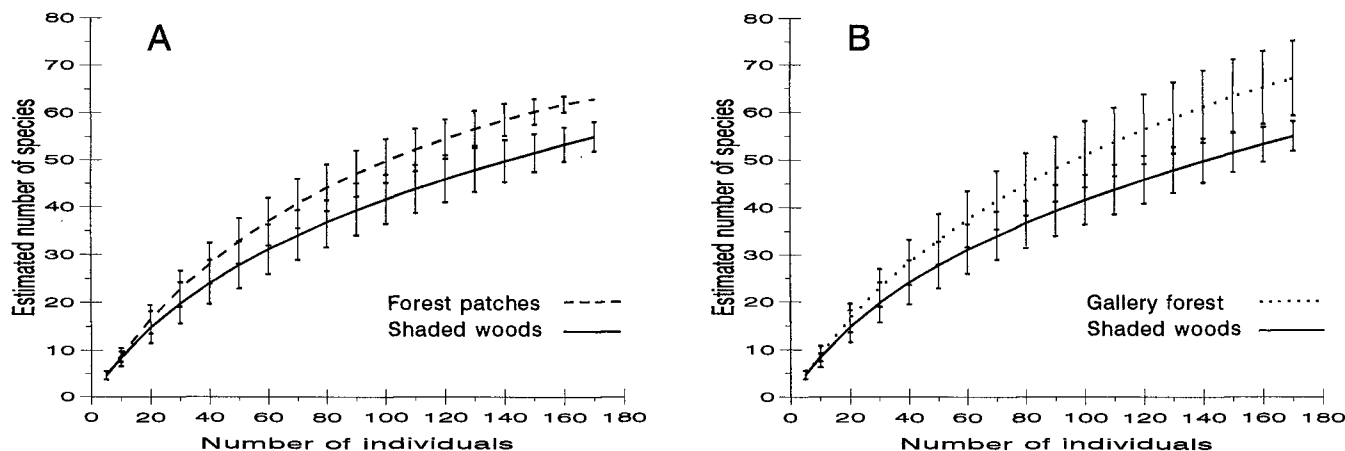 A
80
70
60
50
40
30
20
10
0
Estimated number of species
Forest patches
Shaded woods
0 20 40 60 80 100 120 140 160 180
Number of individuals
B
80
70
60
50
40
30
20
10
0
Estimated number of species
Gallery forest
Shaded woods
0 20 40 60 80 100 120 140 160 180
Number of individuals